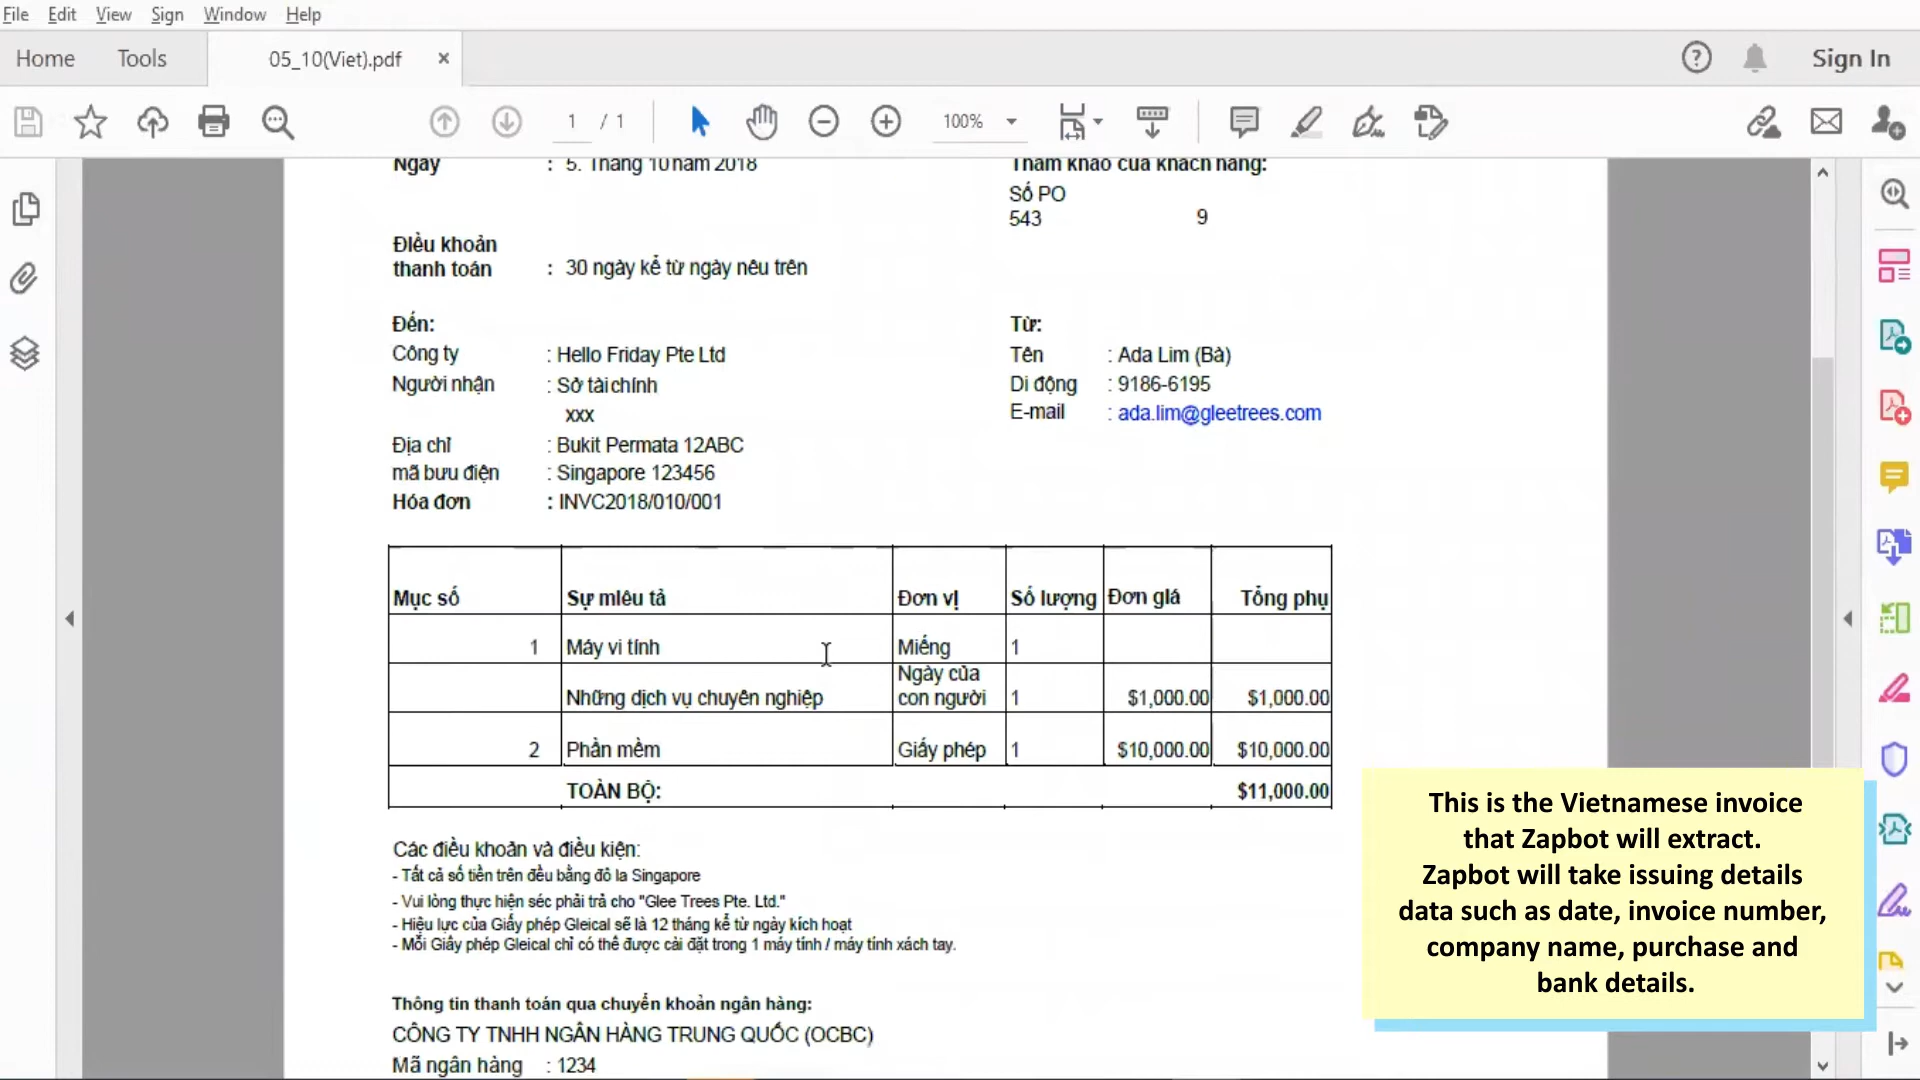 File Edit View Sign Window Help
Home Tools 05_10(Viet).pdf × Sign In
1 / 1 100%
Ngày : 5. Tháng 10 năm 2018 Tham khảo của khách hàng:
Số PO
543 9
Điều khoản
thanh toán : 30 ngày kể từ ngày nêu trên
Đến: Từ:
Công ty : Hello Friday Pte Ltd Tên : Ada Lim (Bà)
Người nhận : Sở tài chính Di động : 9186-6195
xxx E-mail : ada.lim@gleetrees.com
Địa chỉ : Bukit Permata 12ABC
mã bưu điện : Singapore 123456
Hóa đơn : INVC2018/010/001
Mục số Sự miêu tả Đơn vị Số lượng Đơn giá Tổng phụ
1 Máy vi tính Miếng 1
Ngày của
Những dịch vụ chuyên nghiệp con người 1 $1,000.00 $1,000.00
2 Phần mềm Giấy phép 1 $10,000.00 $10,000.00
TOÀN BỘ: $11,000.00
Các điều khoản và điều kiện:
- Tất cả số tiền trên đều bằng đô la Singapore
- Vui lòng thực hiện séc phải trả cho "Glee Trees Pte. Ltd."
- Hiệu lực của Giấy phép Gleical sẽ là 12 tháng kể từ ngày kích hoạt
- Mỗi Giấy phép Gleical chỉ có thể được cài đặt trong 1 máy tính / máy tính xách tay.
Thông tin thanh toán qua chuyển khoản ngân hàng:
CÔNG TY TNHH NGÂN HÀNG TRUNG QUỐC (OCBC)
Mã ngân hàng : 1234
This is the Vietnamese invoice
that Zapbot will extract.
Zapbot will take issuing details
data such as date, invoice number,
company name, purchase and
bank details.